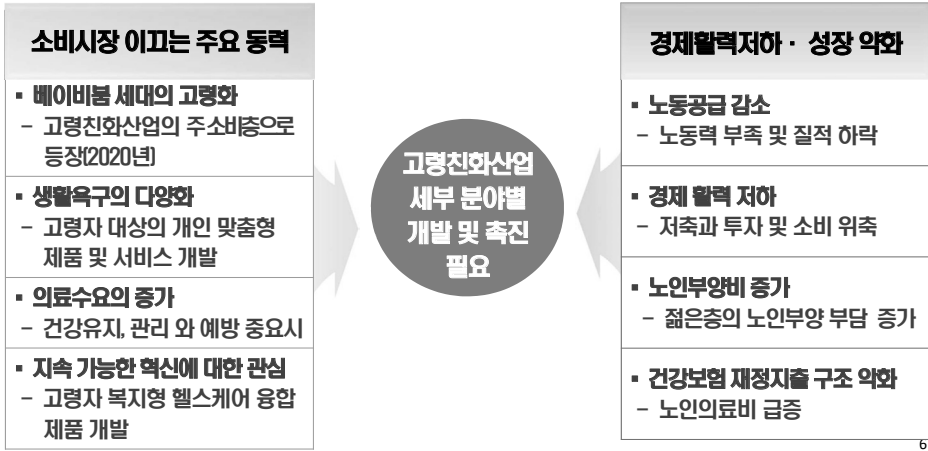 소비시장 이끄는 주요 동력
▪ 베이비붐 세대의 고령화
– 고령친화산업의 주소비층으로
등장(2020년)
▪ 생활욕구의 다양화
– 고령자 대상의 개인 맞춤형
제품 및 서비스 개발
▪ 의료수요의 증가
– 건강유지, 관리 와 예방 중요시
▪ 지속 가능한 혁신에 대한 관심
– 고령자 복지형 헬스케어 융합
제품 개발
고령친화산업
세부 분야별
개발 및 촉진
필요
경제활력저하 · 성장 약화
▪ 노동공급 감소
– 노동력 부족 및 질적 하락
▪ 경제 활력 저하
– 저축과 투자 및 소비 위축
▪ 노인부양비 증가
– 젊은층의 노인부양 부담 증가
▪ 건강보험 재정지출 구조 악화
– 노인의료비 급증
6